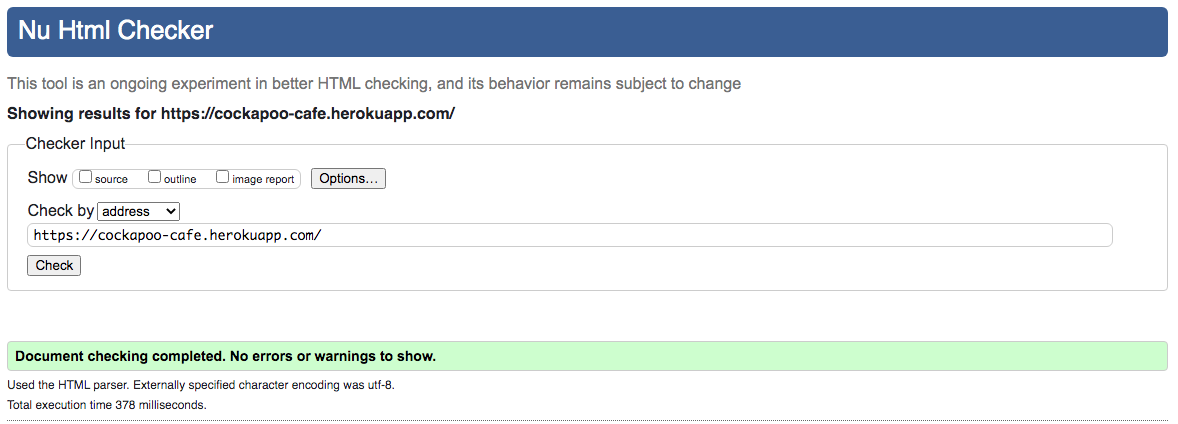 Nu Html Checker
This tool is an ongoing experiment in better HTML checking, and its behavior remains subject to change
Showing results for https://cockapoo-cafe.herokuapp.com/
Checker Input
Show source outline image report Options...
Check by address
https://cockapoo-cafe.herokuapp.com/
Check
Document checking completed. No errors or warnings to show.
Used the HTML parser. Externally specified character encoding was utf-8.
Total execution time 378 milliseconds.